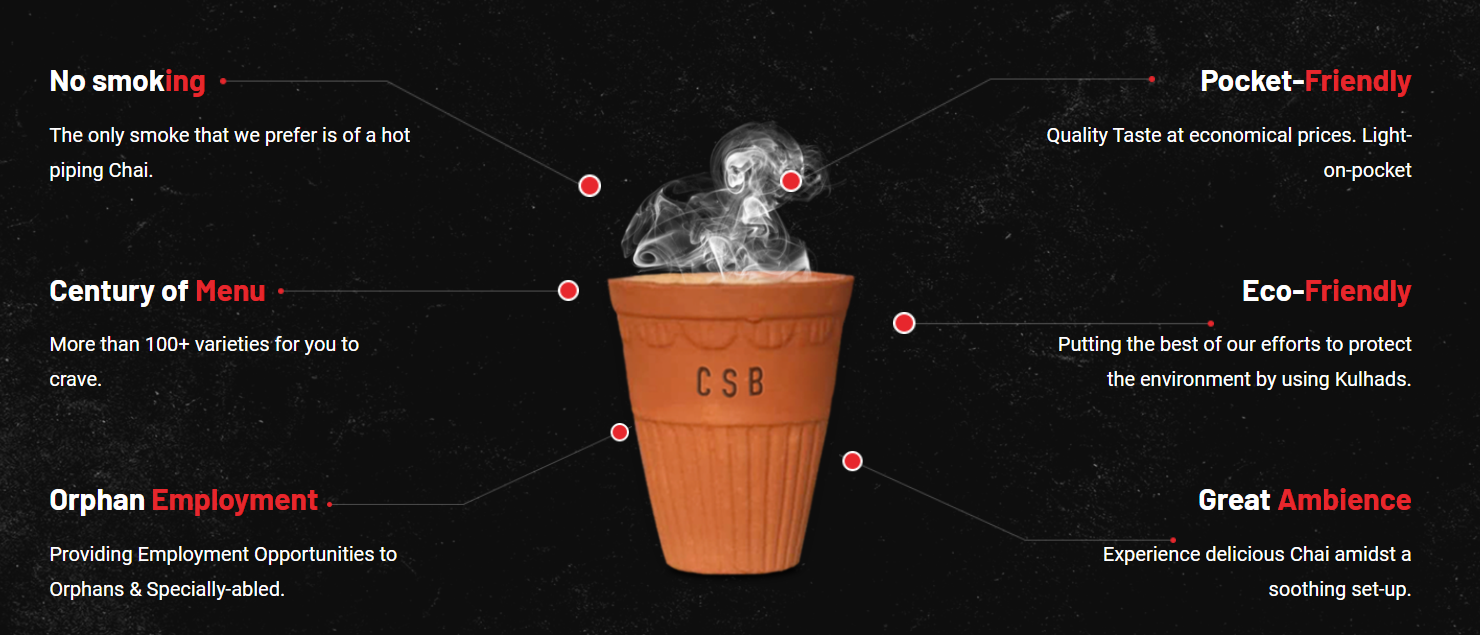 No smoking
The only smoke that we prefer is of a hot
piping Chai.
Century of Menu
More than 100+ varieties for you to
crave.
Orphan Employment
Providing Employment Opportunities to
Orphans & Specially-abled.
CSB
Pocket-Friendly
Quality Taste at economical prices. Light-
on-pocket
Eco-Friendly
Putting the best of our efforts to protect
the environment by using Kulhads.
Great Ambience
Experience delicious Chai amidst a
soothing set-up.